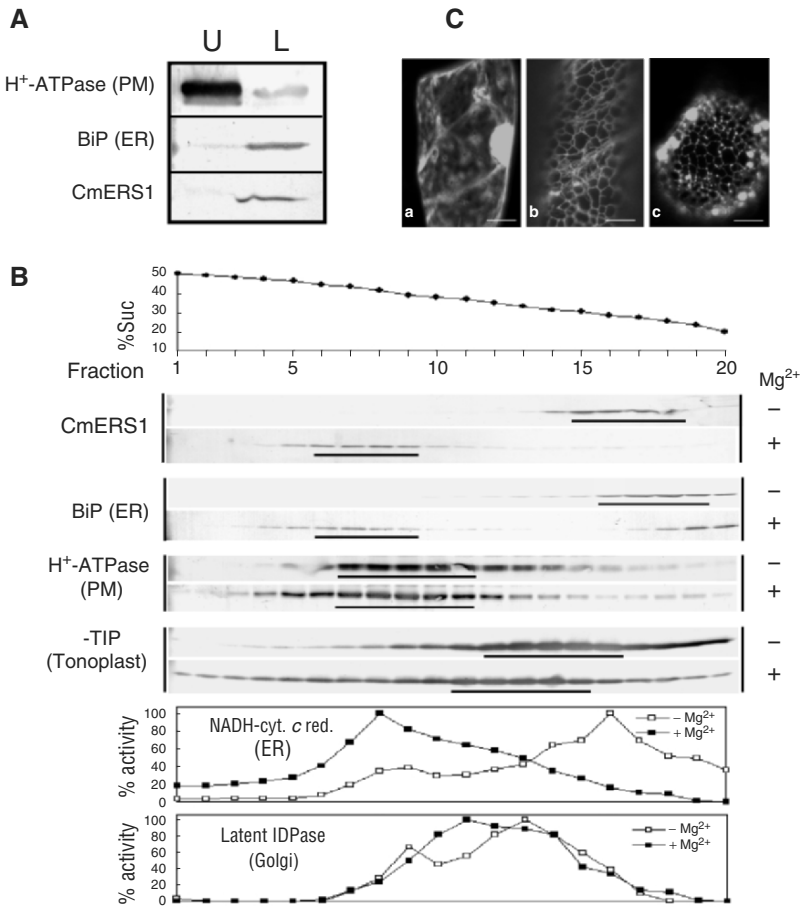 A
C
U L
H+-ATPase (PM)
BiP (ER)
CmERS1
a b c
B
50
40
30
20
10
%Suc
Fraction
1 5 10 15 20
Mg2+
CmERS1
−
+
BiP (ER)
−
+
H+-ATPase
(PM)
−
+
-TIP
(Tonoplast)
−
+
100
80
60
40
20
0
% activity
NADH-cyt. c red.
(ER)
− Mg2+
+ Mg2+
100
80
60
40
20
0
% activity
Latent IDPase
(Golgi)
− Mg2+
+ Mg2+